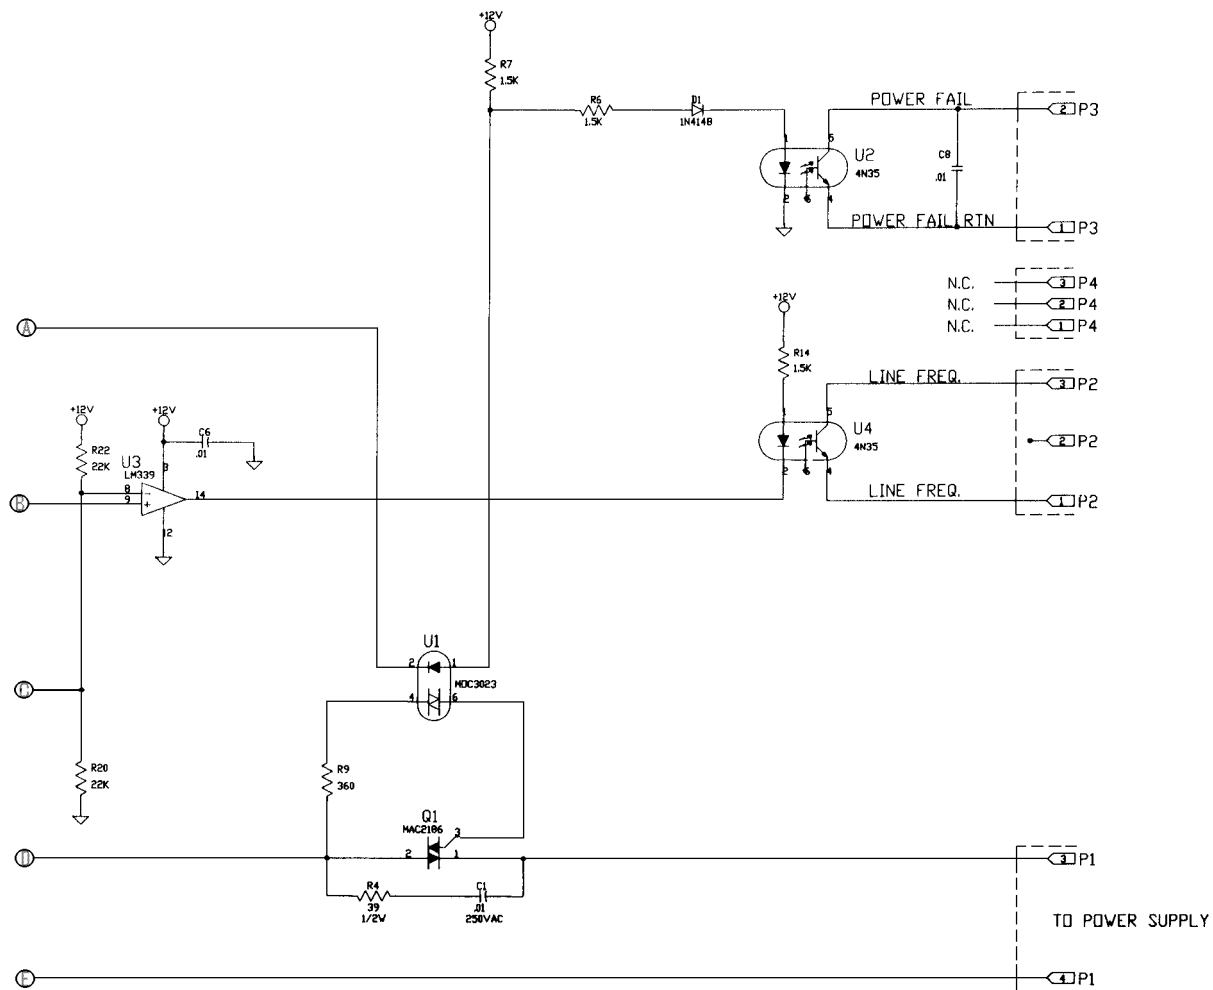 +12V
R7
1.5K
R6
1.5K
D1
1N4148
POWER FAIL
2 P3
1
5
U2
4N35
C8
.01
2
6
4
POWER FAIL RTN
1 P3
N.C.
3 P4
N.C.
2 P4
N.C.
1 P4
+12V
A
R14
1.5K
LINE FREQ.
3 P2
+12V
+12V
1
5
U4
4N35
C6
.01
R22
22K
U3
LM339
3
2 P2
2
6
4
8
9
14
B
LINE FREQ.
1 P2
12
U1
2
1
MOC3023
4
6
C
R20
22K
R9
360
Q1
MAC2186
3
D
2
1
3 P1
R4
39
1/2W
C1
.01
250VAC
TO POWER SUPPLY
E
4 P1